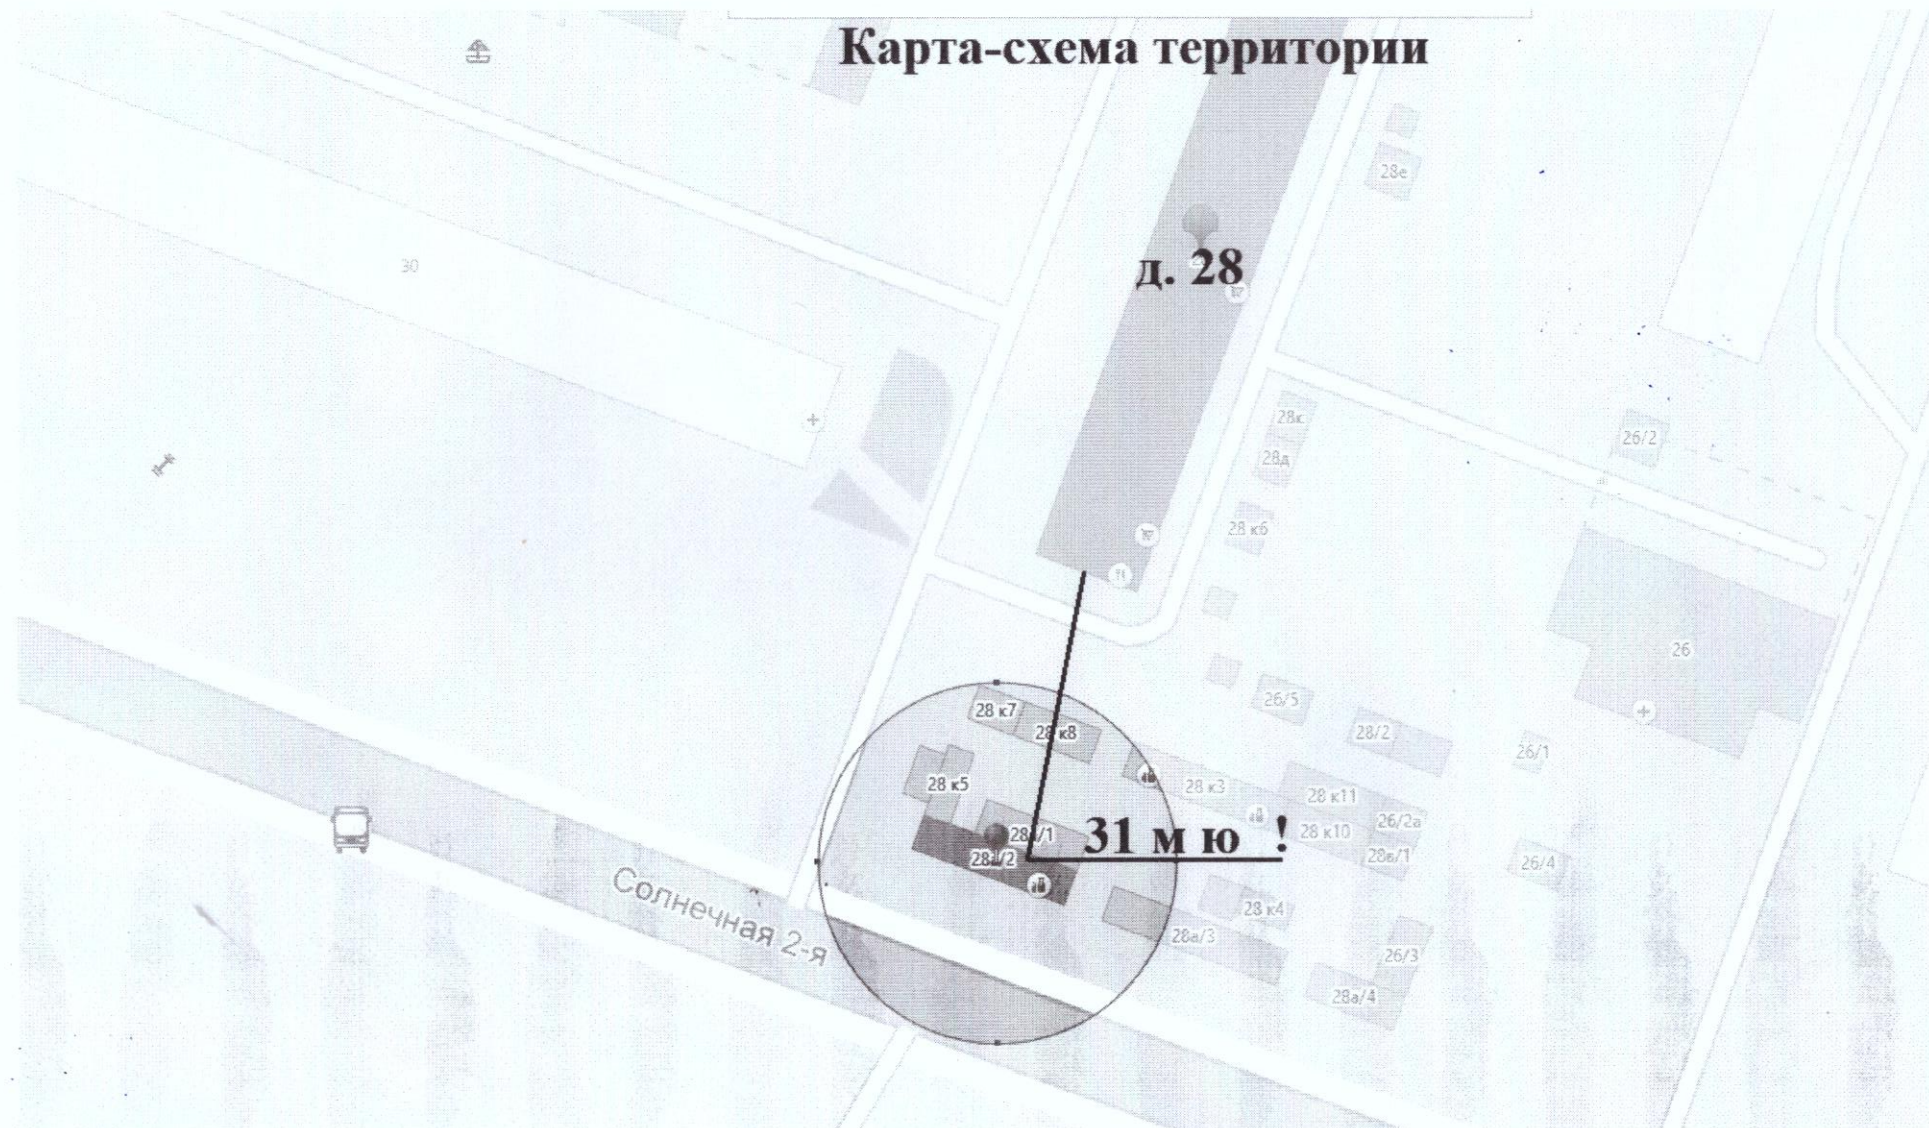 Карта-схема территории
28е
д. 28
30
28к
28д
26/2
28 к6
26
26/5
28 к7
28 к8
28/2
26/1
28 к5
28 к3
28 к11
26/2а
28 к10
31 м ю !
28а/2
28в/1
26/4
Солнечная 2-я
28 к4
28а/3
26/3
28а/4